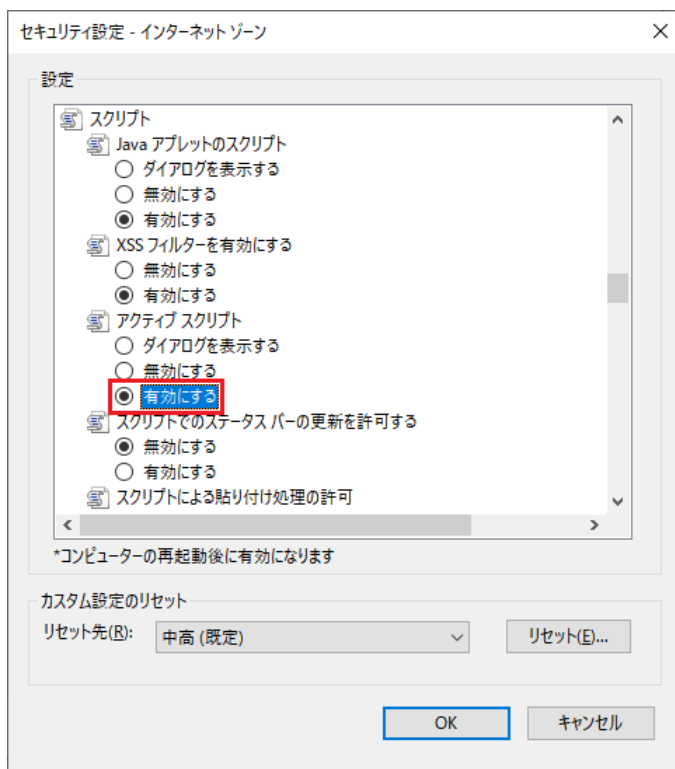 セキュリティ設定 - インターネット ゾーン
設定
スクリプト
Java アプレットのスクリプト
ダイアログを表示する
無効にする
有効にする
XSS フィルターを有効にする
無効にする
有効にする
アクティブ スクリプト
ダイアログを表示する
無効にする
有効にする
スクリプトでのステータス バーの更新を許可する
無効にする
有効にする
スクリプトによる貼り付け処理の許可
*コンピューターの再起動後に有効になります
カスタム設定のリセット
リセット先(R): 中高 (既定) リセット(E)...
OK キャンセル